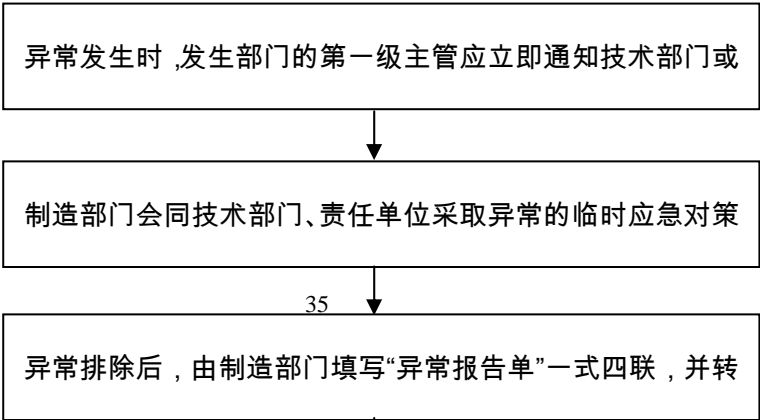 异常发生时 ,发生部门的第一级主管应立即通知技术部门或
制造部门会同技术部门、责任单位采取异常的临时应急对策
35
异常排除后，由制造部门填写“异常报告单”一式四联，并转